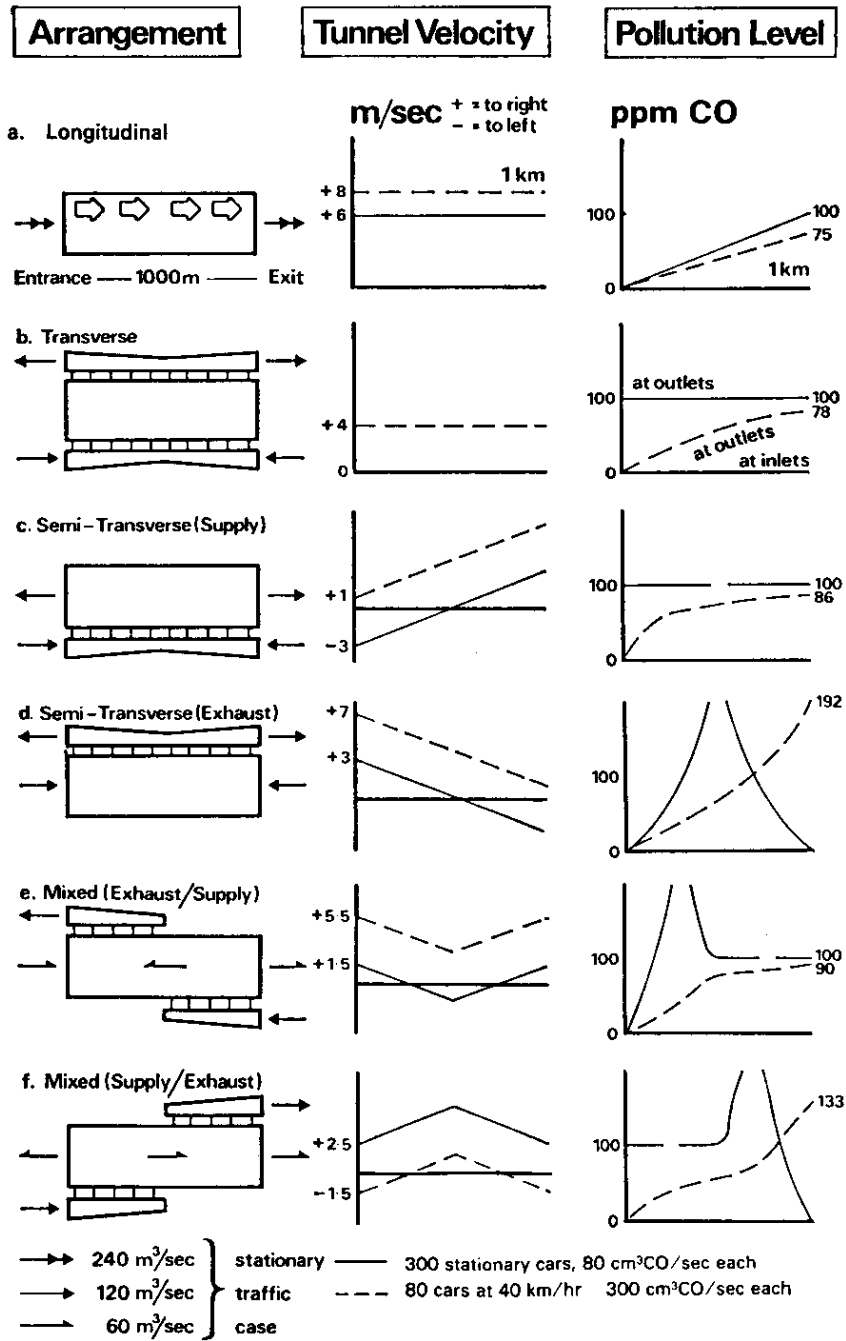 Arrangement Tunnel Velocity Pollution Level
m/sec + = to right
− = to left
ppm CO
a. Longitudinal
1 km
+8
+6
100
100
75
1 km
0
Entrance — 1000m — Exit
b. Transverse
at outlets
100
100
78
+4
at outlets
at inlets
0
0
c. Semi-Transverse (Supply)
100
100
86
+1
−3
0
d. Semi-Transverse (Exhaust)
+7
192
+3
100
0
e. Mixed (Exhaust/Supply)
+5·5
+1·5
100
100
90
0
f. Mixed (Supply/Exhaust)
133
+2·5
100
−1·5
0
240 m³/sec stationary 300 stationary cars, 80 cm³CO/sec each
120 m³/sec traffic 80 cars at 40 km/hr 300 cm³CO/sec each
60 m³/sec case